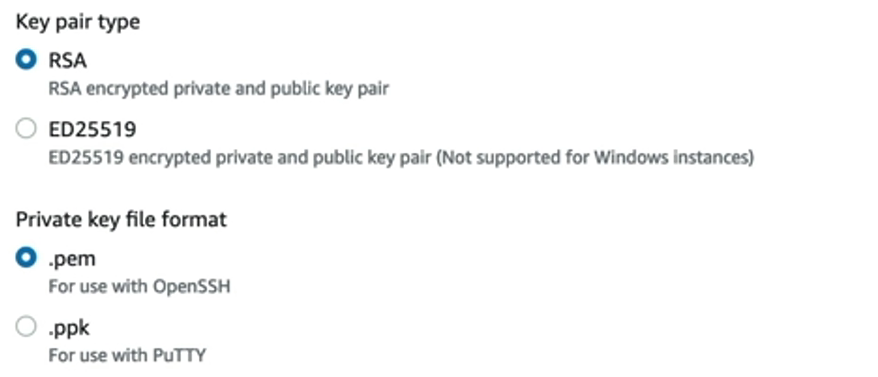 Key pair type
RSA
RSA encrypted private and public key pair
ED25519
ED25519 encrypted private and public key pair (Not supported for Windows instances)
Private key file format
.pem
For use with OpenSSH
.ppk
For use with PuTTY